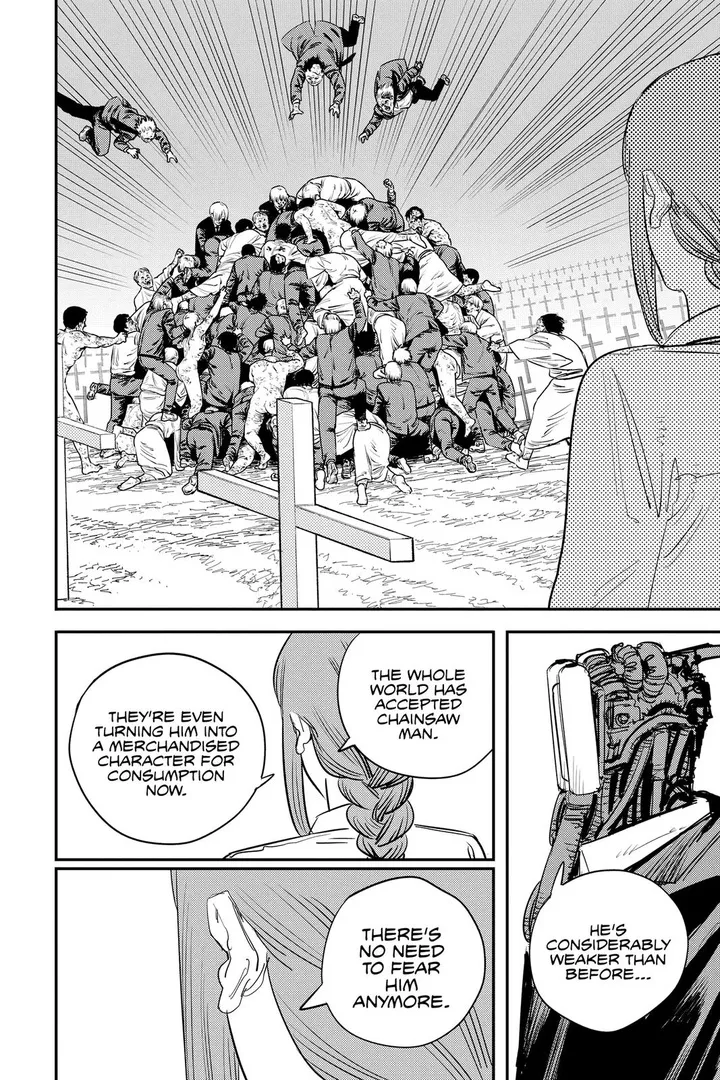 HE'S
CONSIDERABLY
WEAKER THAN
BEFORE...
THE WHOLE
WORLD HAS
ACCEPTED
CHAINSAW
MAN.
THEY'RE EVEN
TURNING HIM INTO
A MERCHANDISED
CHARACTER FOR
CONSUMPTION
NOW.
THERE'S
NO NEED
TO FEAR
HIM
ANYMORE.